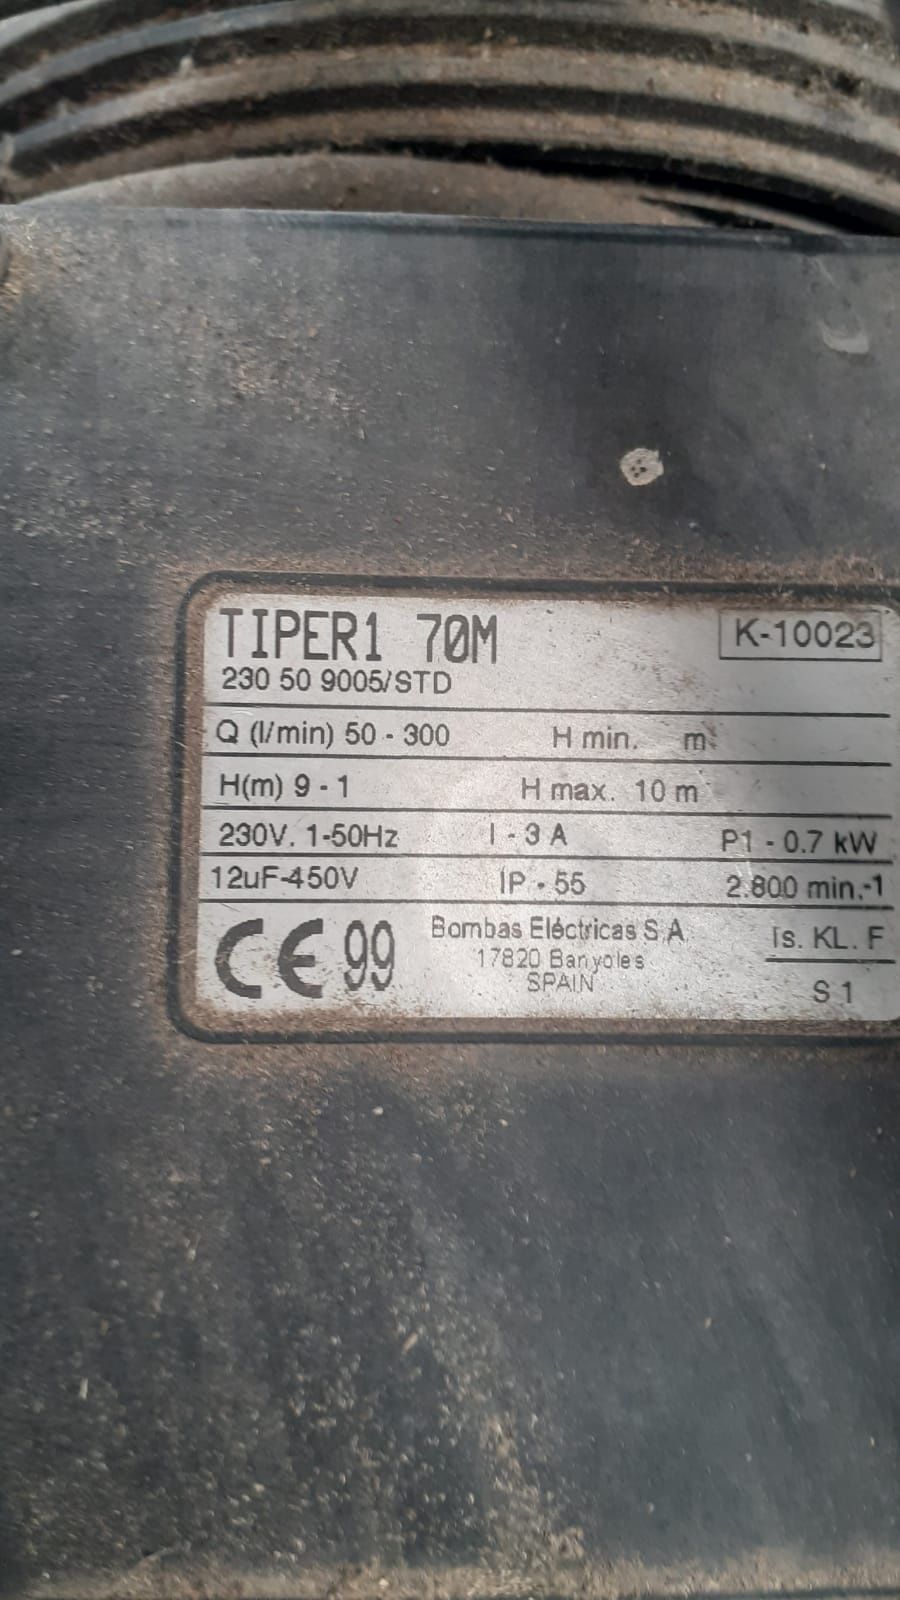 TIPER1 70M
K-10023
230 50 9005/STD
Q (l/min) 50 - 300 H min. m
H(m) 9 - 1 H max. 10 m
230V. 1-50Hz I - 3 A P1 - 0.7 kW
12uF-450V IP - 55 2.800 min.-1
CE 99 Bombas Eléctricas S.A. Is. KL. F
17820 Banyoles
SPAIN S 1